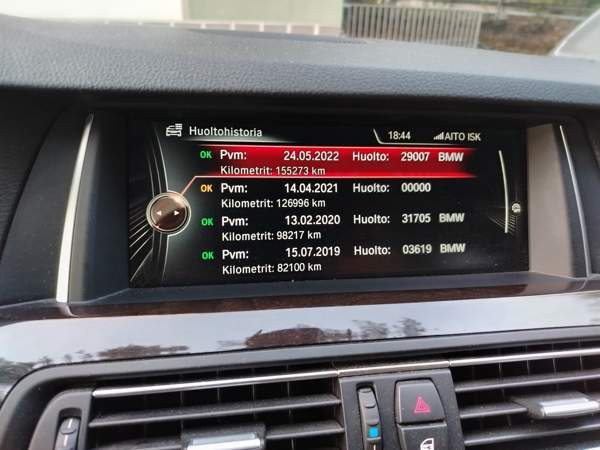 Huoltohistoria 18:44 AITO ISK
OK Pvm: 24.05.2022 Huolto: 29007 BMW
Kilometrit: 155273 km
OK Pvm: 14.04.2021 Huolto: 00000
Kilometrit: 126996 km
OK Pvm: 13.02.2020 Huolto: 31705 BMW
Kilometrit: 98217 km
OK Pvm: 15.07.2019 Huolto: 03619 BMW
Kilometrit: 82100 km